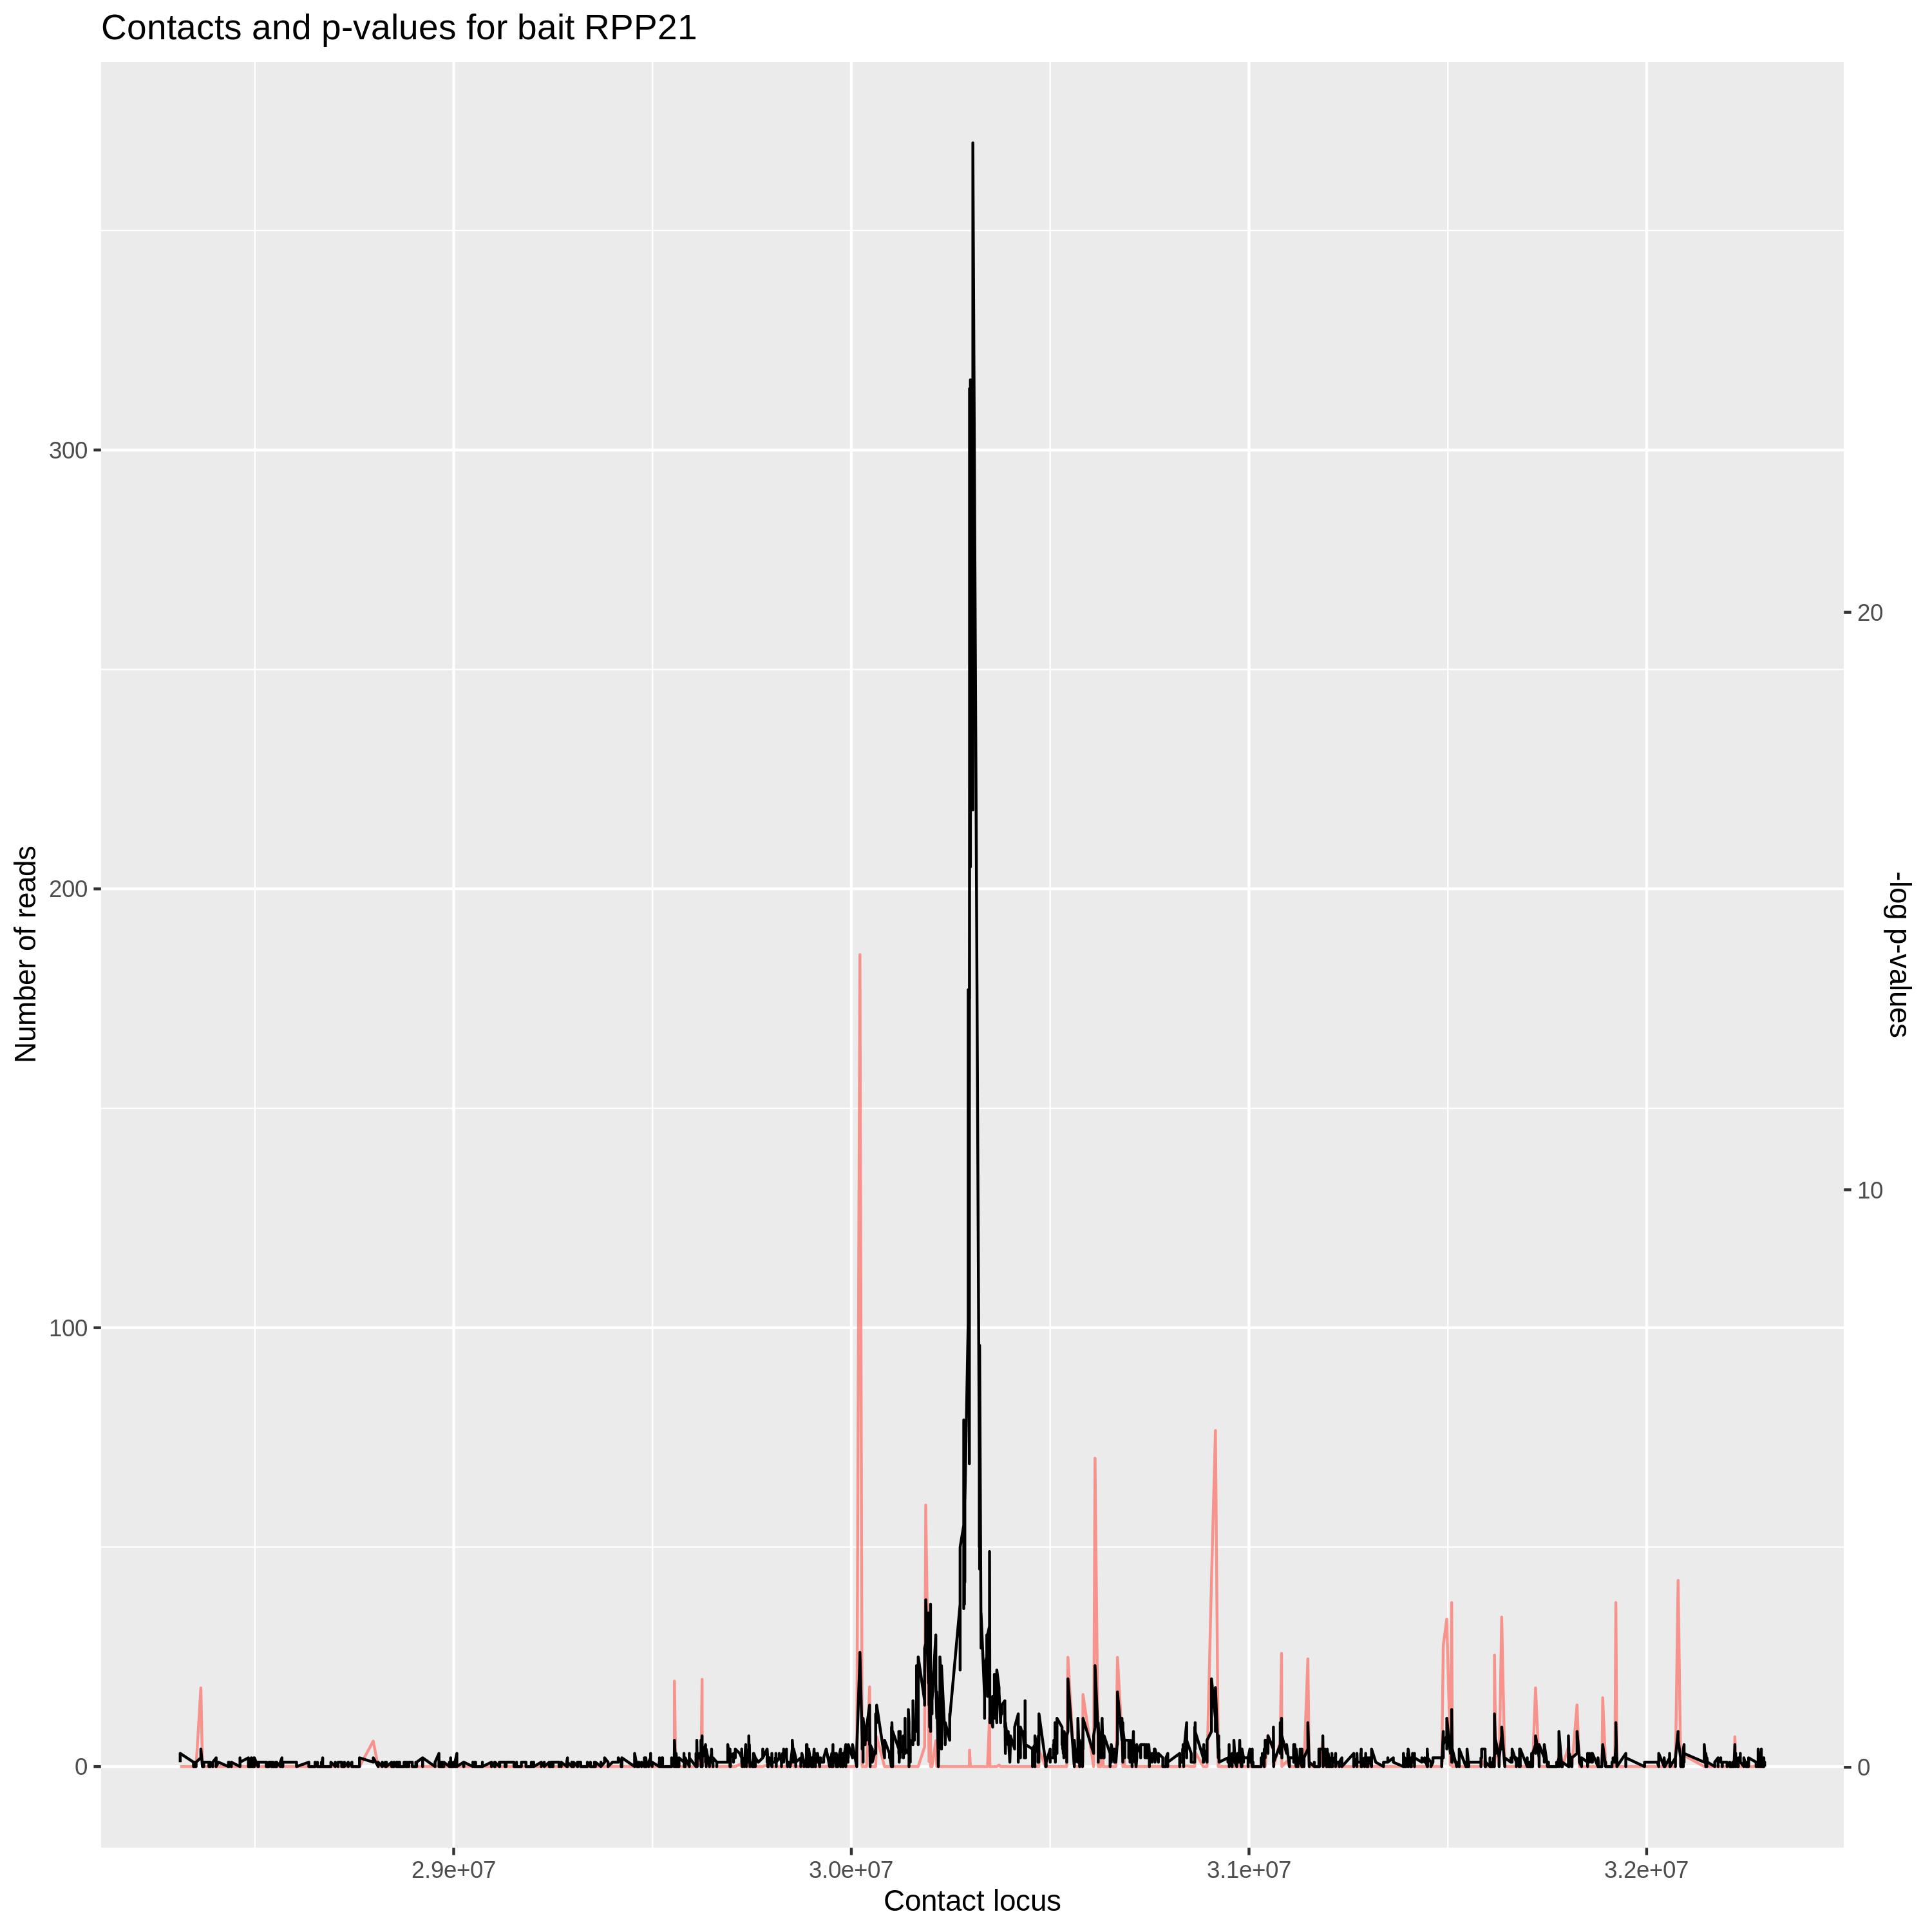 Contacts and p-values for bait RPP21
300
200
100
0
Number of reads
20
10
0
-log p-values
2.9e+07 3.0e+07 3.1e+07 3.2e+07
Contact locus